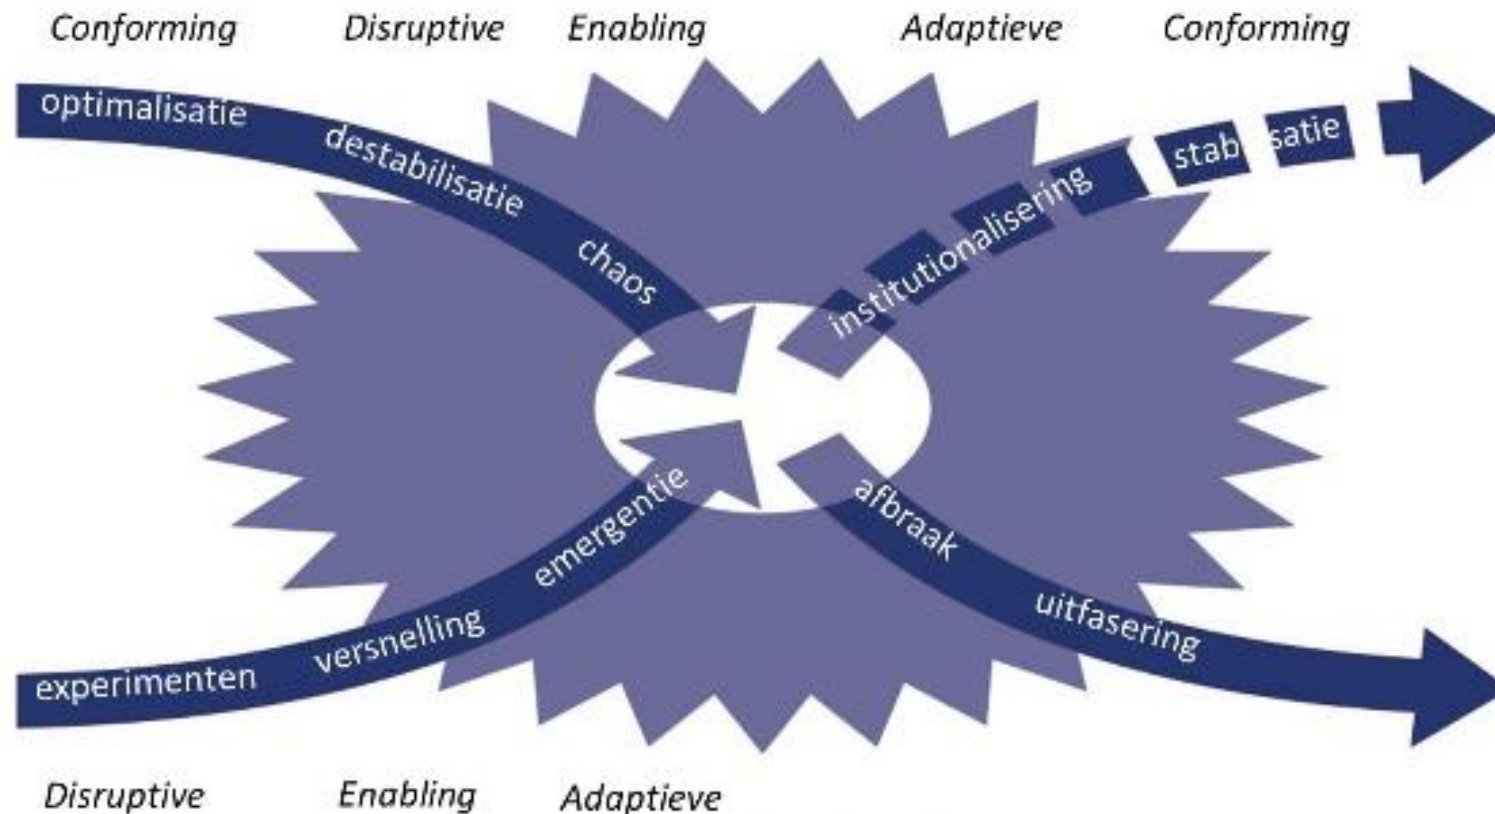 Conforming Disruptive Enabling Adaptieve Conforming
optimalisatie
destabilisatie
chaos
institutionalisering
stab satie
experimenten
versnelling
emergentie
afbraak
uitfasering
Disruptive Enabling Adaptieve